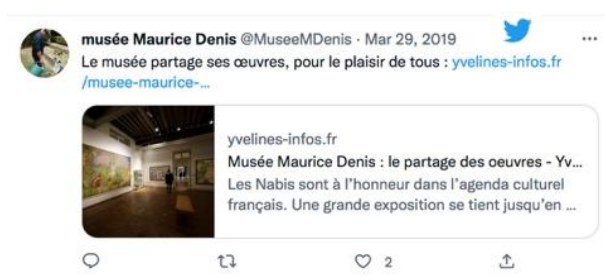 musée Maurice Denis @MuseeMDenis · Mar 29, 2019
Le musée partage ses œuvres, pour le plaisir de tous : yvelines-infos.fr
/musee-maurice-…
yvelines-infos.fr
Musée Maurice Denis : le partage des oeuvres - Yv...
Les Nabis sont à l'honneur dans l'agenda culturel
français. Une grande exposition se tient jusqu'en ...
2